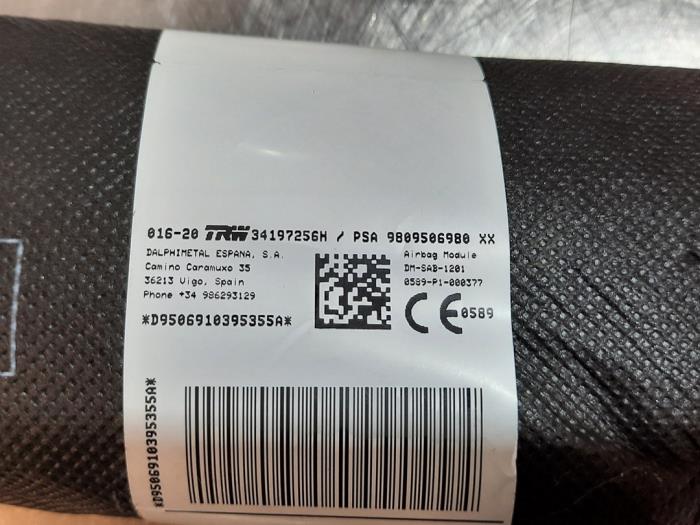 016-20 TRW 34197256H / PSA 9809506980 XX
DALPHIMETAL ESPANA, S.A.
Camino Caramuxo 35
36213 Vigo, Spain
Phone +34 986293129
*D9506910395355A*
Airbag Module
DM-SAB-1201
0589-P1-000377
CE 0589
*D9506910395355A*